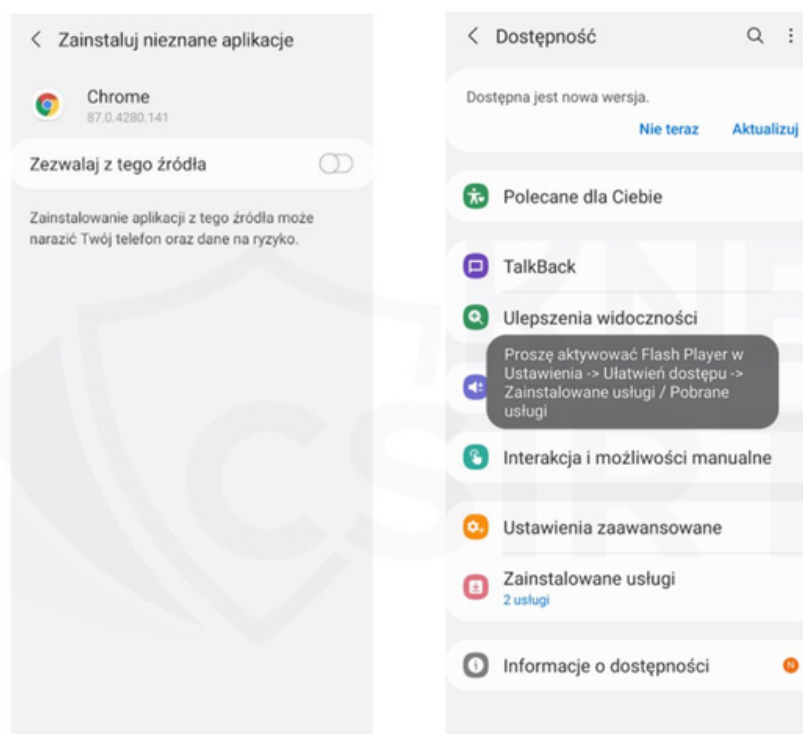 Zainstaluj nieznane aplikacje
Chrome
87.0.4280.141
Zezwalaj z tego źródła
Zainstalowanie aplikacji z tego źródła może
narazić Twój telefon oraz dane na ryzyko.
Dostępność
Dostępna jest nowa wersja.
Nie teraz Aktualizuj
Polecane dla Ciebie
TalkBack
Ulepszenia widoczności
Proszę aktywować Flash Player w
Ustawienia -> Ułatwień dostępu ->
Zainstalowane usługi / Pobrane
usługi
Interakcja i możliwości manualne
Ustawienia zaawansowane
Zainstalowane usługi
2 usługi
Informacje o dostępności
N
CSIRT